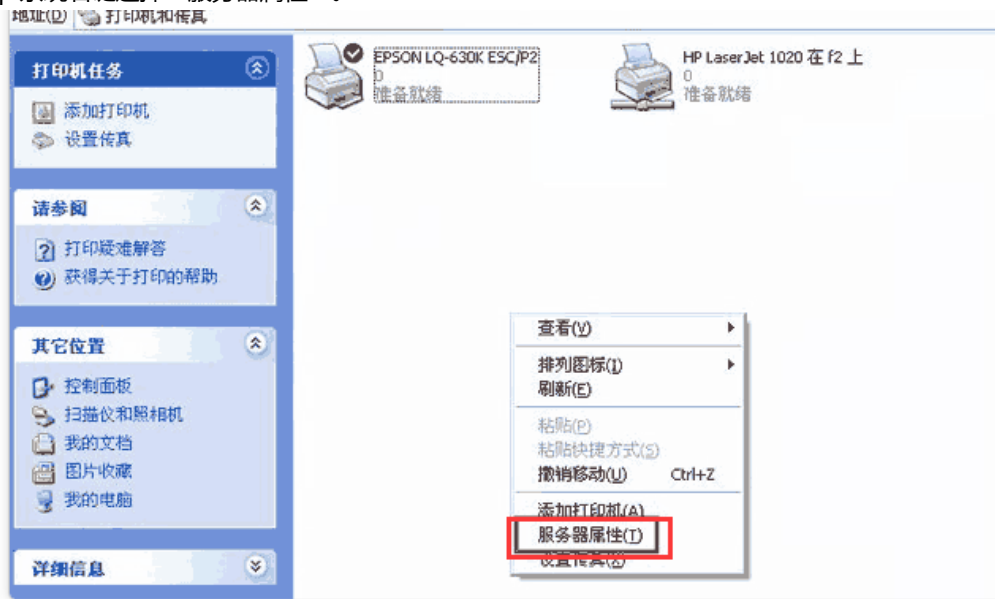 地址(D) 打印机和传真
打印机任务
添加打印机
设置传真
请参阅
打印疑难解答
获得关于打印的帮助
其它位置
控制面板
扫描仪和照相机
我的文档
图片收藏
我的电脑
详细信息
EPSON LQ-630K ESC/P2
0
准备就绪
HP LaserJet 1020 在 f2 上
0
准备就绪
查看(V)
排列图标(I)
刷新(E)
粘贴(P)
粘贴快捷方式(S)
撤销移动(U) Ctrl+Z
添加打印机(A)
服务器属性(T)
设置传真(X)